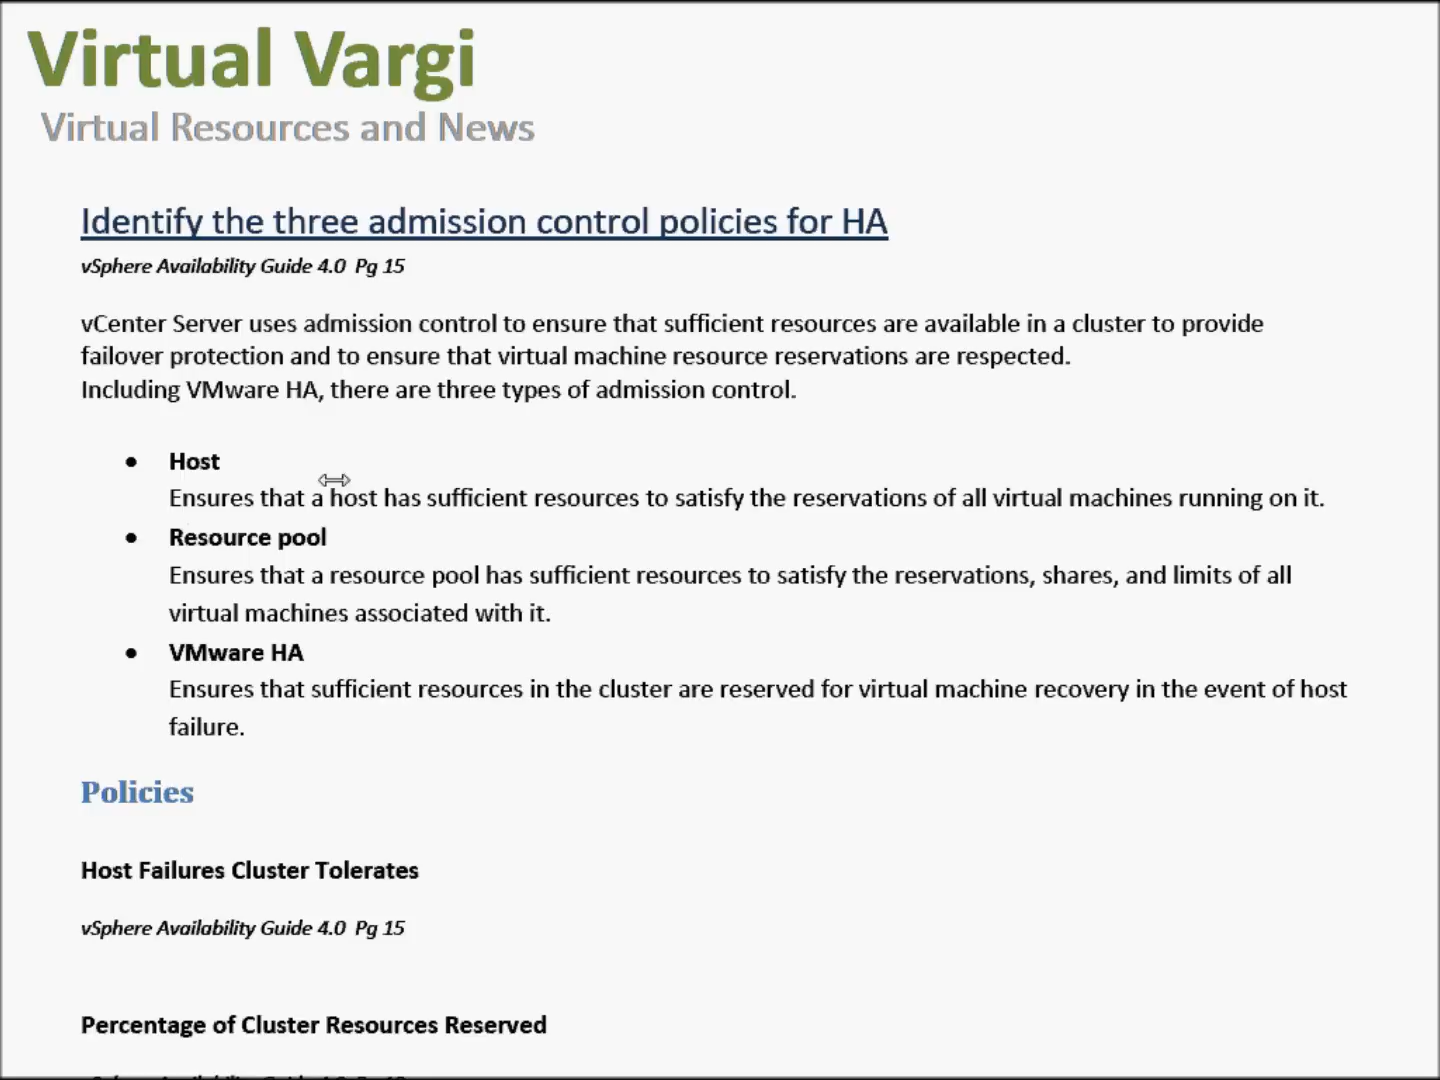 Virtual Vargi
Virtual Resources and News
Identify the three admission control policies for HA
vSphere Availability Guide 4.0 Pg 15
vCenter Server uses admission control to ensure that sufficient resources are available in a cluster to provide
failover protection and to ensure that virtual machine resource reservations are respected.
Including VMware HA, there are three types of admission control.
• Host
Ensures that a host has sufficient resources to satisfy the reservations of all virtual machines running on it.
• Resource pool
Ensures that a resource pool has sufficient resources to satisfy the reservations, shares, and limits of all
virtual machines associated with it.
• VMware HA
Ensures that sufficient resources in the cluster are reserved for virtual machine recovery in the event of host
failure.
Policies
Host Failures Cluster Tolerates
vSphere Availability Guide 4.0 Pg 15
Percentage of Cluster Resources Reserved